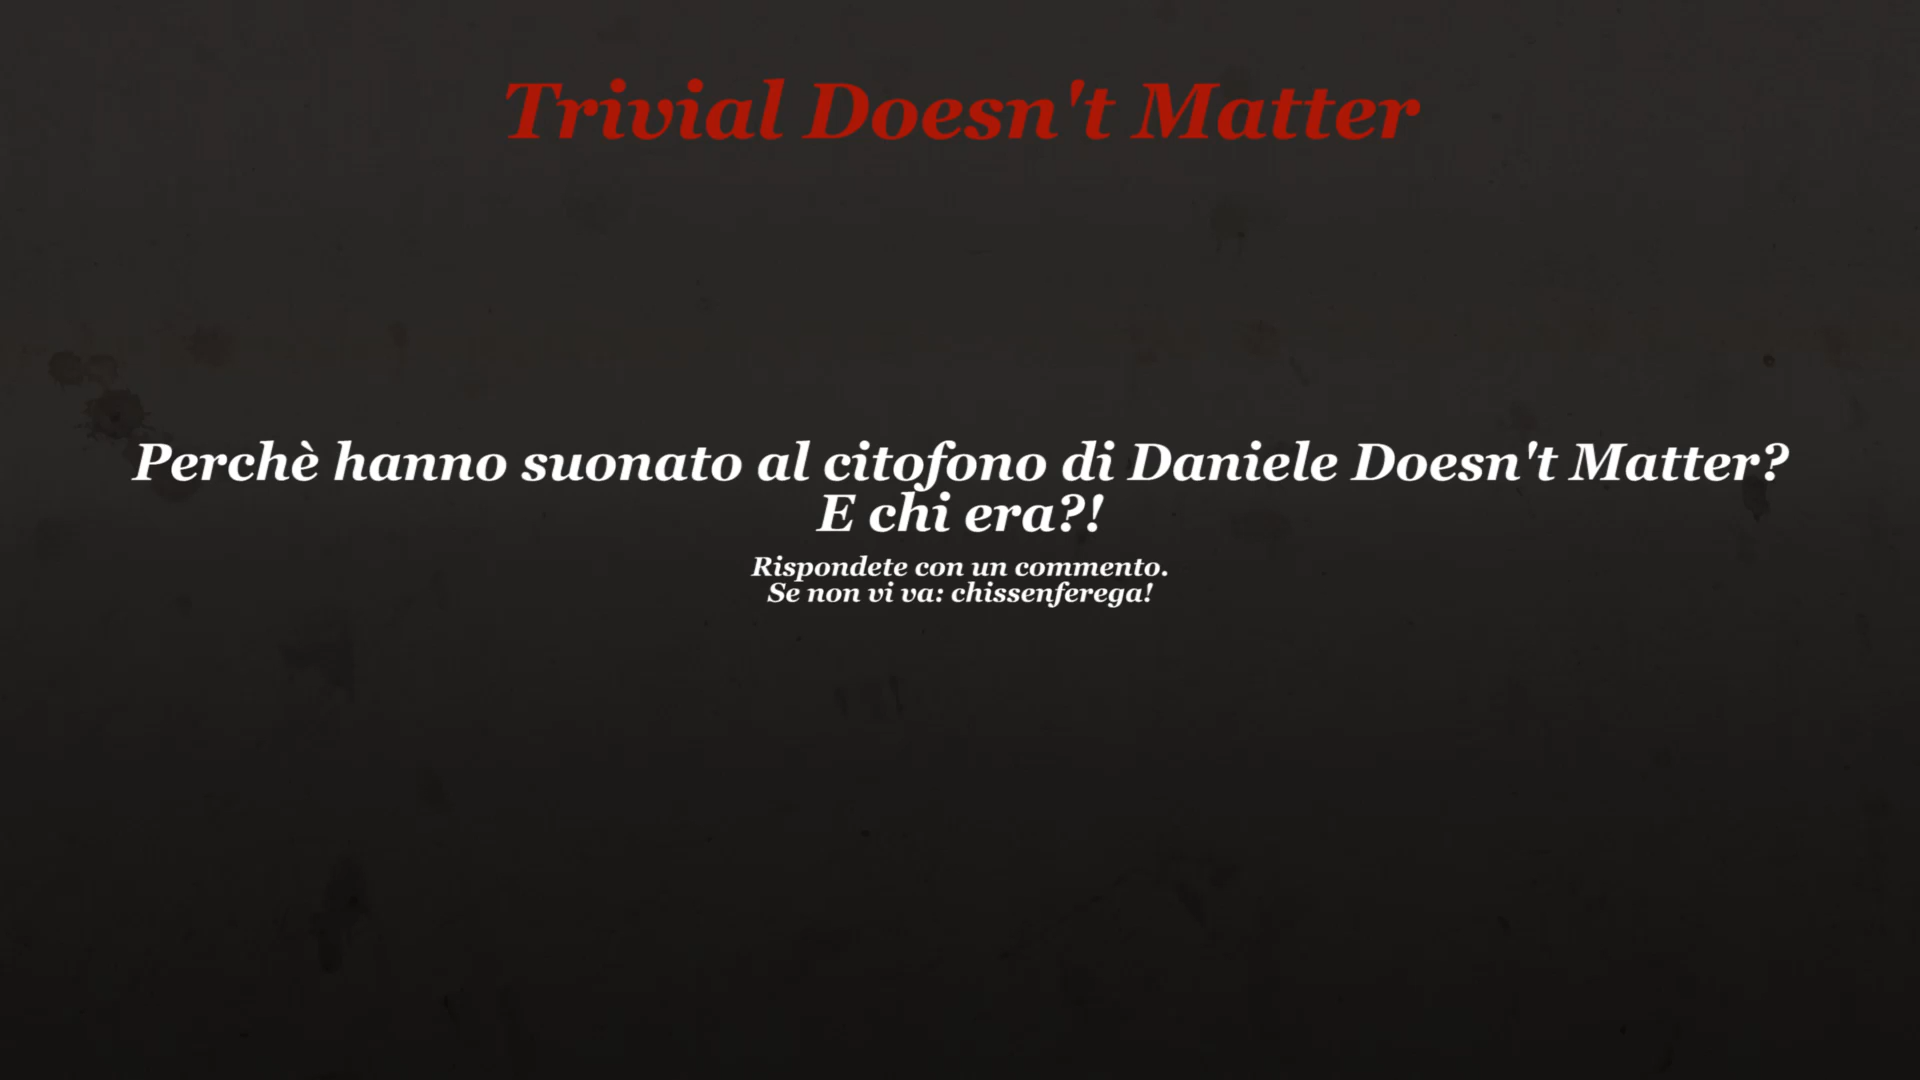 Trivial Doesn't Matter
Perchè hanno suonato al citofono di Daniele Doesn't Matter?
E chi era?!
Rispondete con un commento.
Se non vi va: chissenferega!